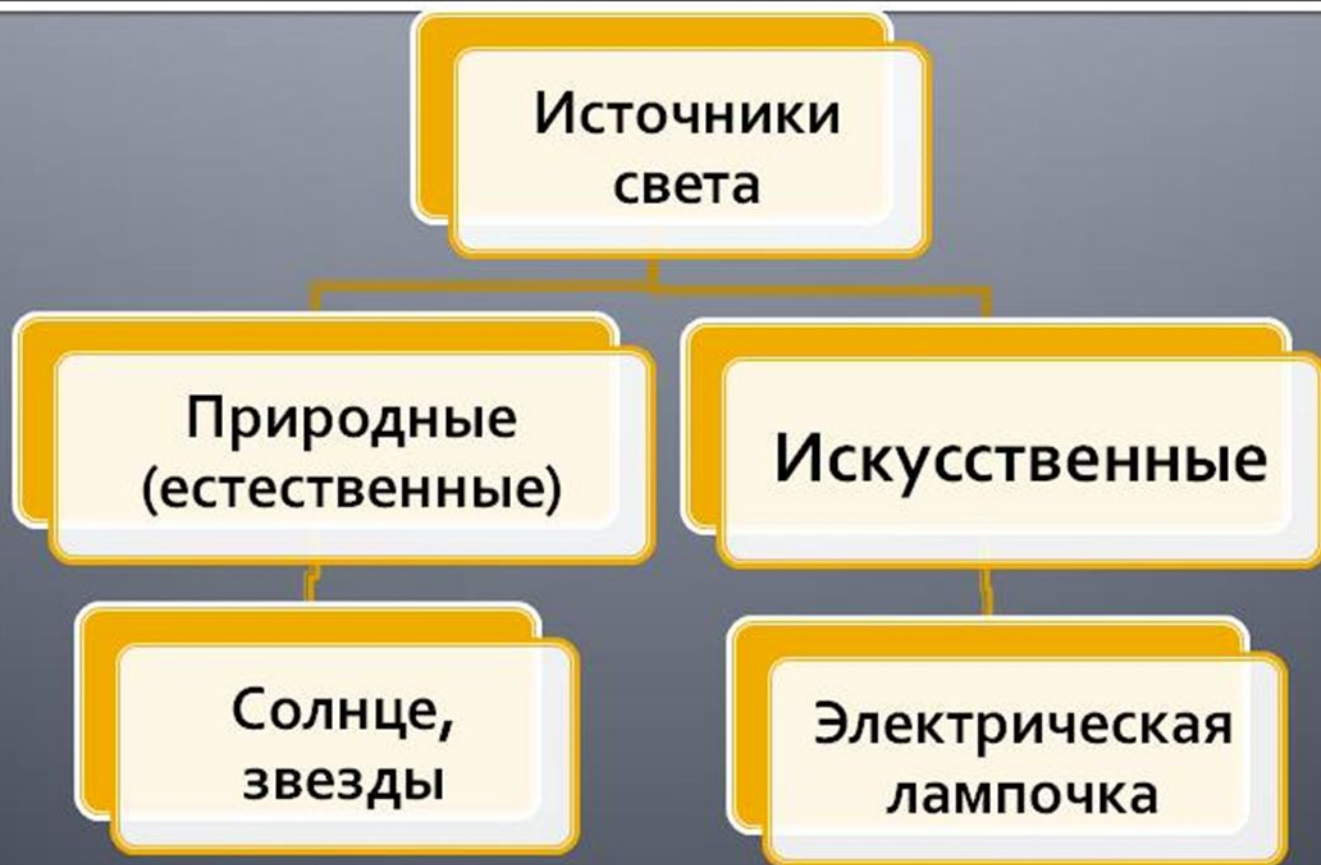 Источники
света
Природные
(естественные)
Искусственные
Солнце,
звезды
Электрическая
лампочка